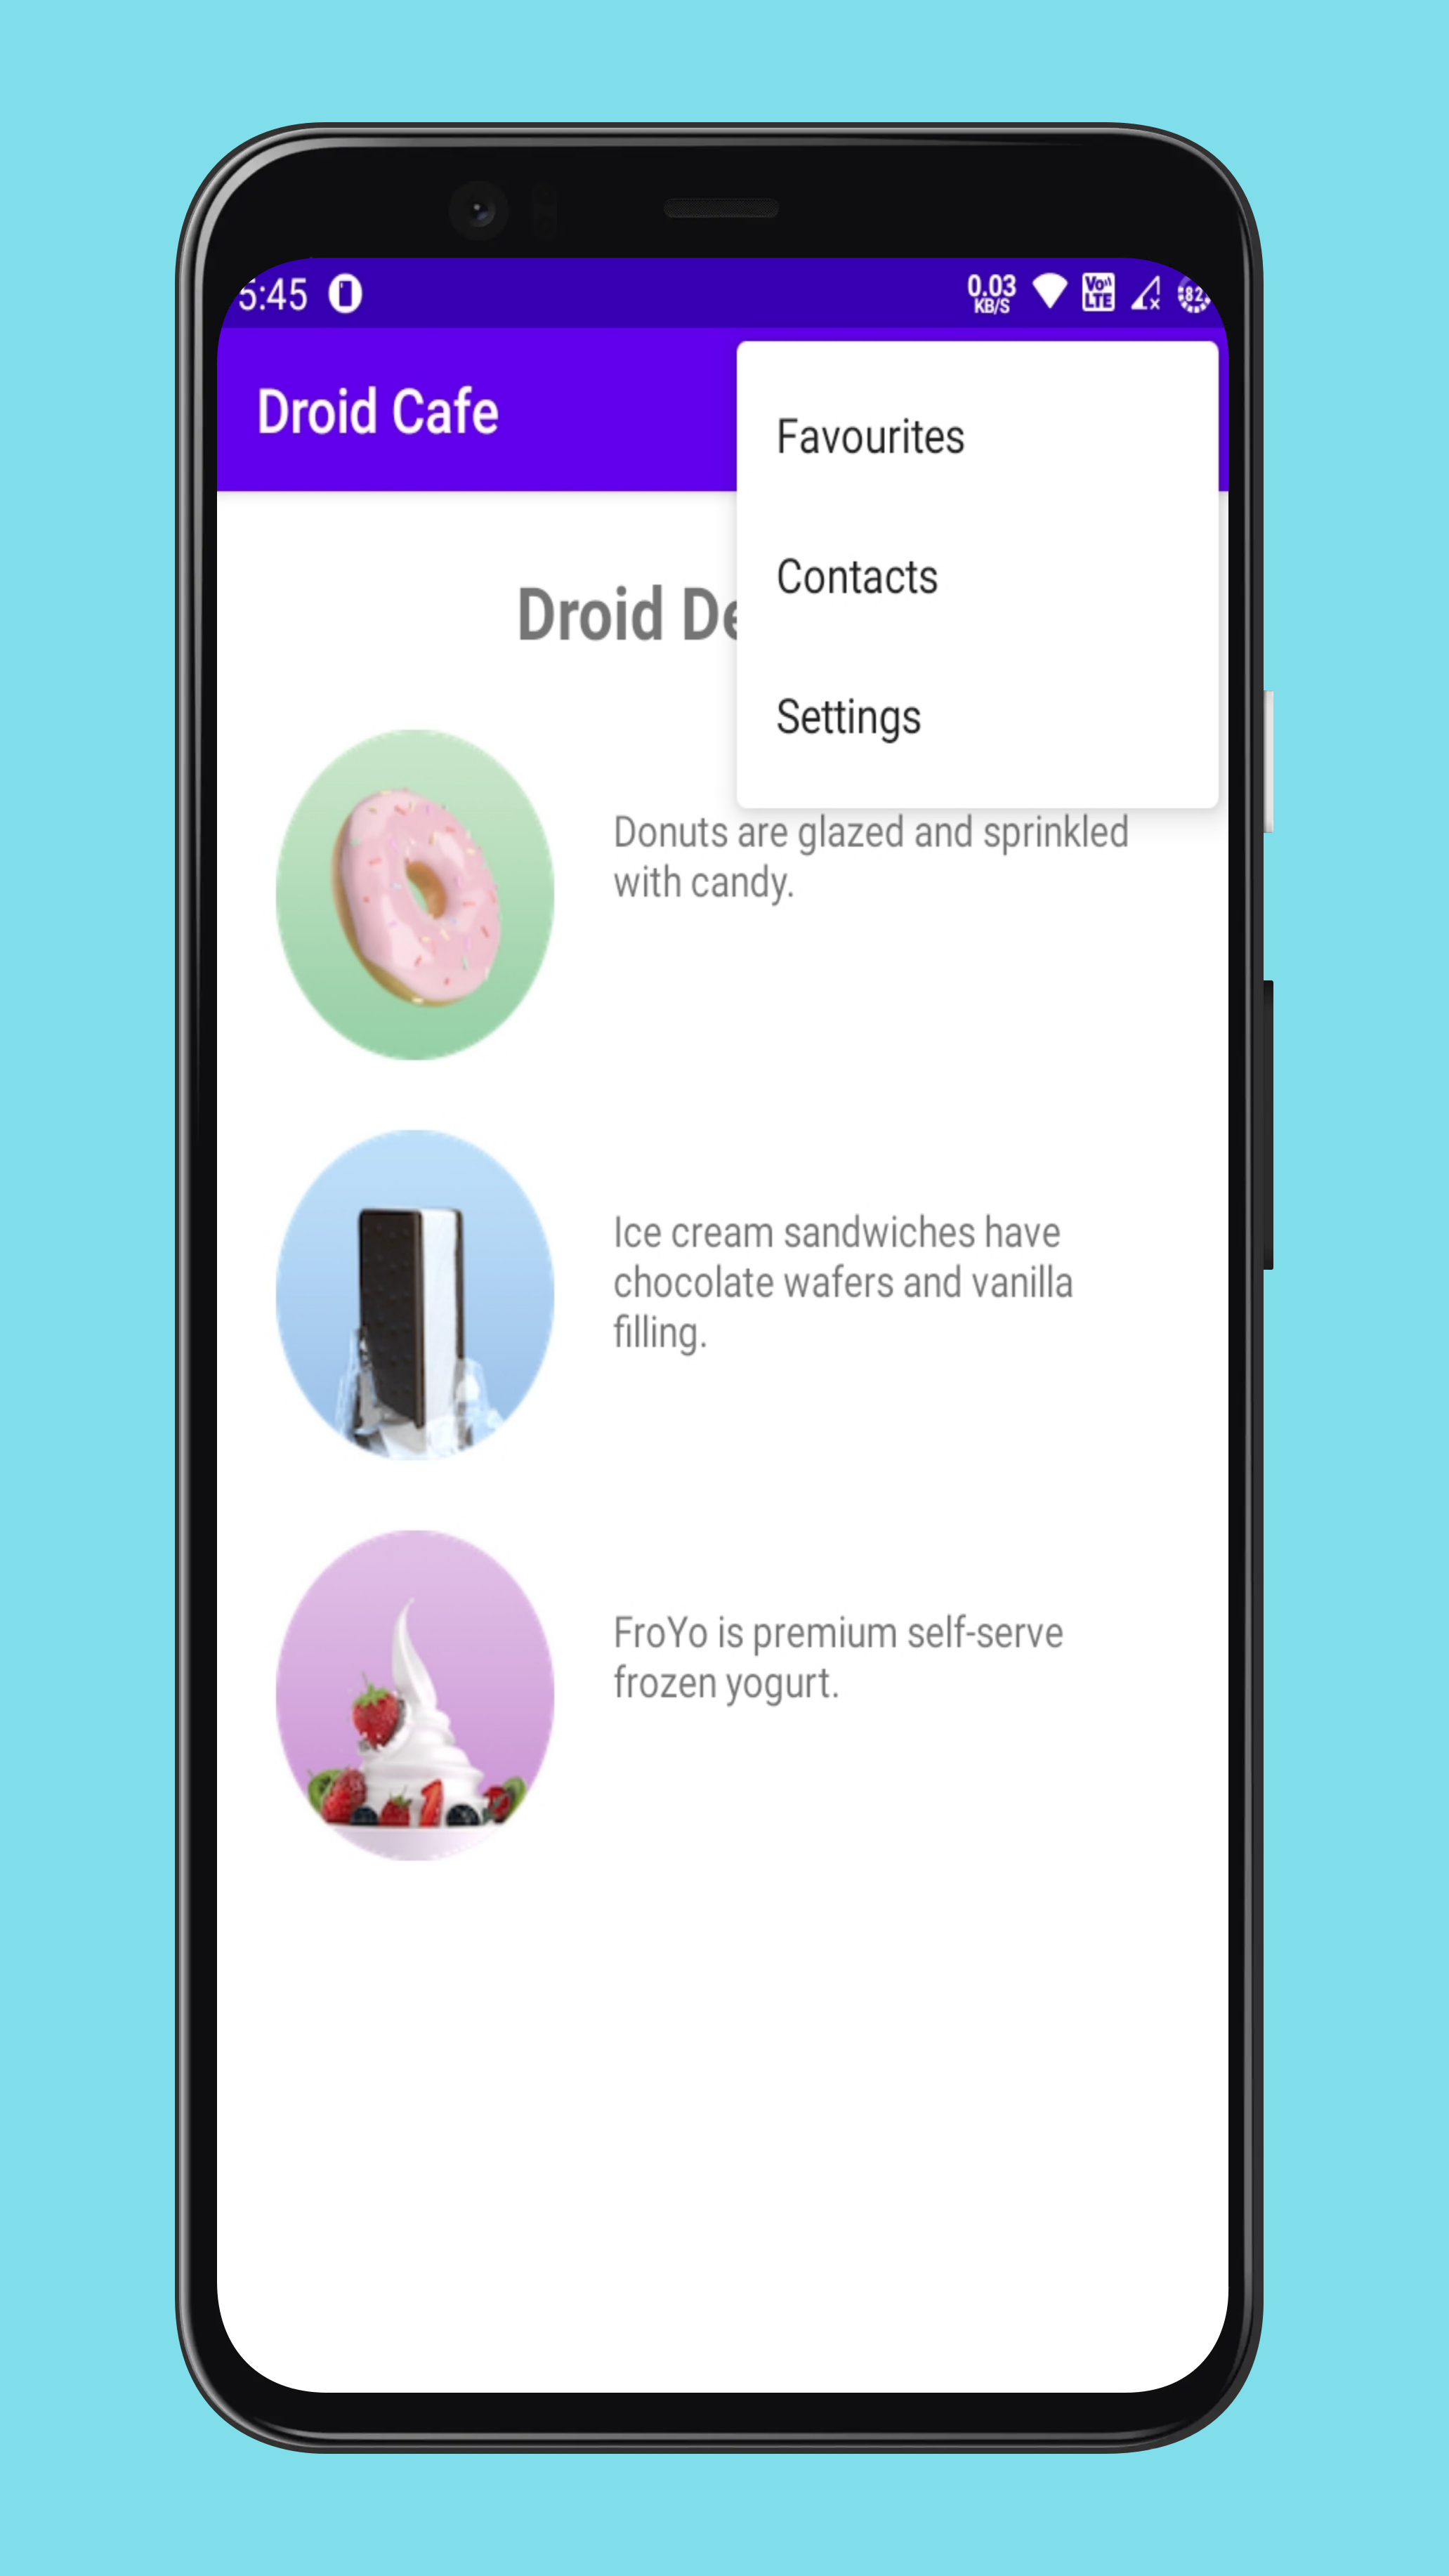 5:45
0.03
KB/S
Vo
LTE
82
Droid Cafe
Favourites
Contacts
Settings
Droid De
Donuts are glazed and sprinkled
with candy.
Ice cream sandwiches have
chocolate wafers and vanilla
filling.
FroYo is premium self-serve
frozen yogurt.